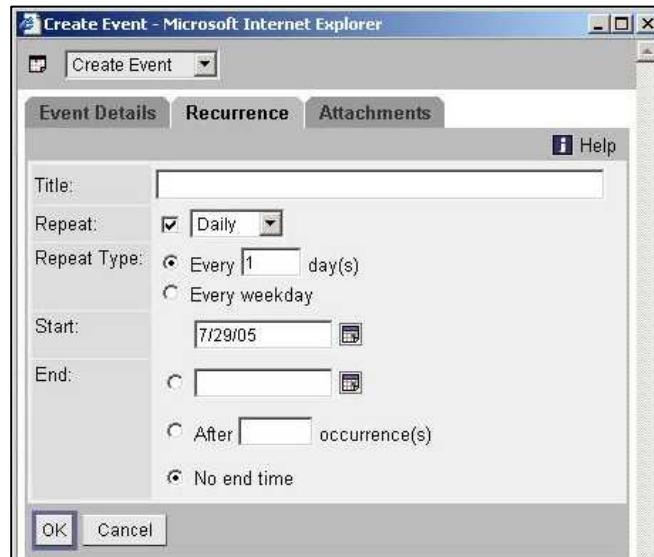 Create Event - Microsoft Internet Explorer
Create Event
Event Details Recurrence Attachments
Help
Title:
Repeat: Daily
Repeat Type: Every 1 day(s)
Every weekday
Start: 7/29/05
End:
After occurrence(s)
No end time
OK Cancel